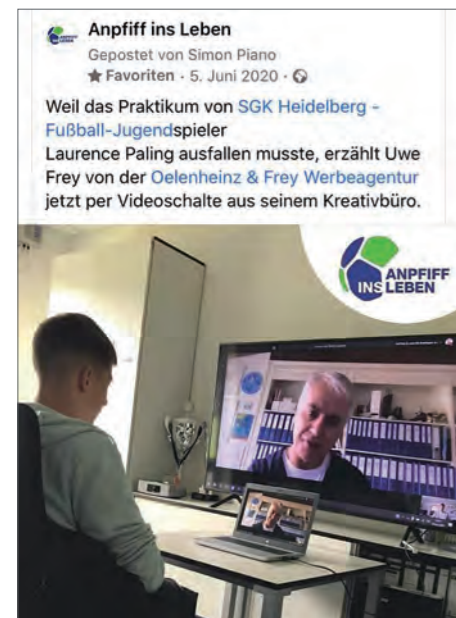 Anpfiff ins Leben
Gepostet von Simon Piano
Favoriten · 5. Juni 2020 ·
Weil das Praktikum von SGK Heidelberg -
Fußball-Jugendspieler
Laurence Paling ausfallen musste, erzählt Uwe
Frey von der Oelenheinz & Frey Werbeagentur
jetzt per Videoschalte aus seinem Kreativbüro.
ANPFIFF
INS LEBEN